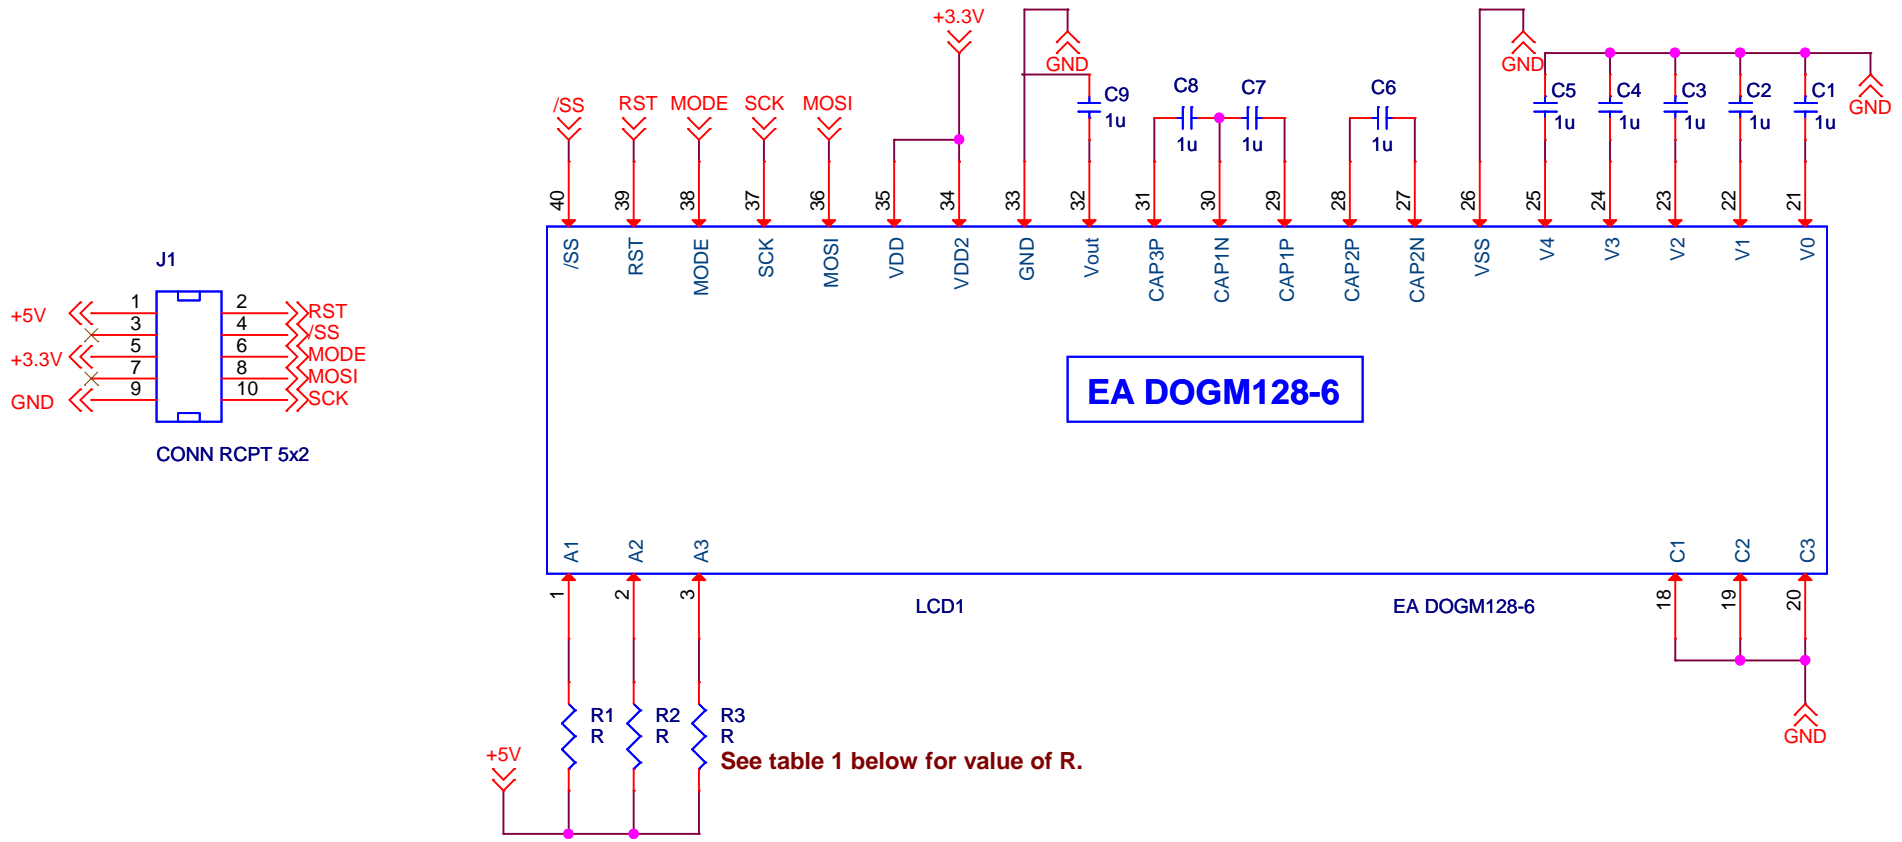 +3.3V
GND
GND
GND
/SS
RST
MODE
SCK
MOSI
C9
1u
C8
1u
C7
1u
C6
1u
C5
1u
C4
1u
C3
1u
C2
1u
C1
1u
40
39
38
37
36
35
34
33
32
31
30
29
28
27
26
25
24
23
22
21
/SS
RST
MODE
SCK
MOSI
VDD
VDD2
GND
Vout
CAP3P
CAP1N
CAP1P
CAP2P
CAP2N
VSS
V4
V3
V2
V1
V0
J1
+5V
1
2
RST
3
4
/SS
+3.3V
5
6
MODE
7
8
MOSI
GND
9
10
SCK
CONN RCPT 5x2
EA DOGM128-6
A1
A2
A3
C1
C2
C3
1
2
3
18
19
20
LCD1
EA DOGM128-6
R1
R
R2
R
R3
R
See table 1 below for value of R.
+5V
GND